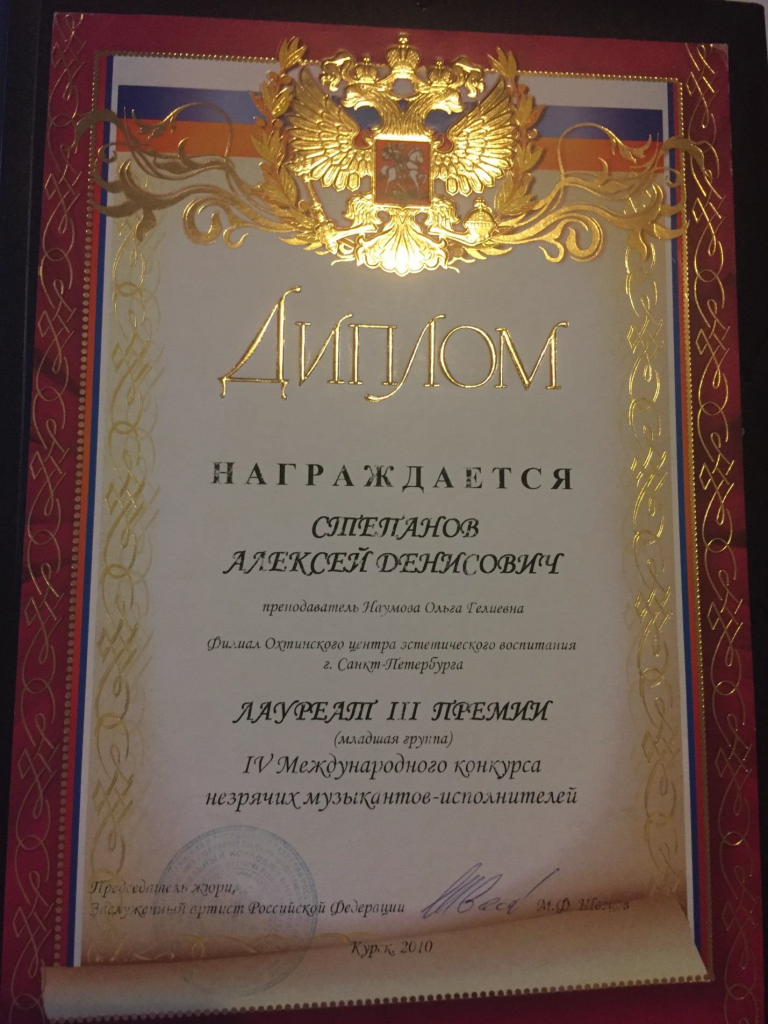 Диплом
НАГРАЖДАЕТСЯ
СТЕПАНОВ
АЛЕКСЕЙ ДЕНИСОВИЧ
преподаватель Наумова Ольга Гелиевна
Филиал Охтинского центра эстетического воспитания
г. Санкт-Петербурга
ЛАУРЕАТ III ПРЕМИИ
(младшая группа)
IV Международного конкурса
незрячих музыкантов-исполнителей
Председатель жюри,
Заслуженный артист Российской Федерации М.Ф.
Курск, 2010